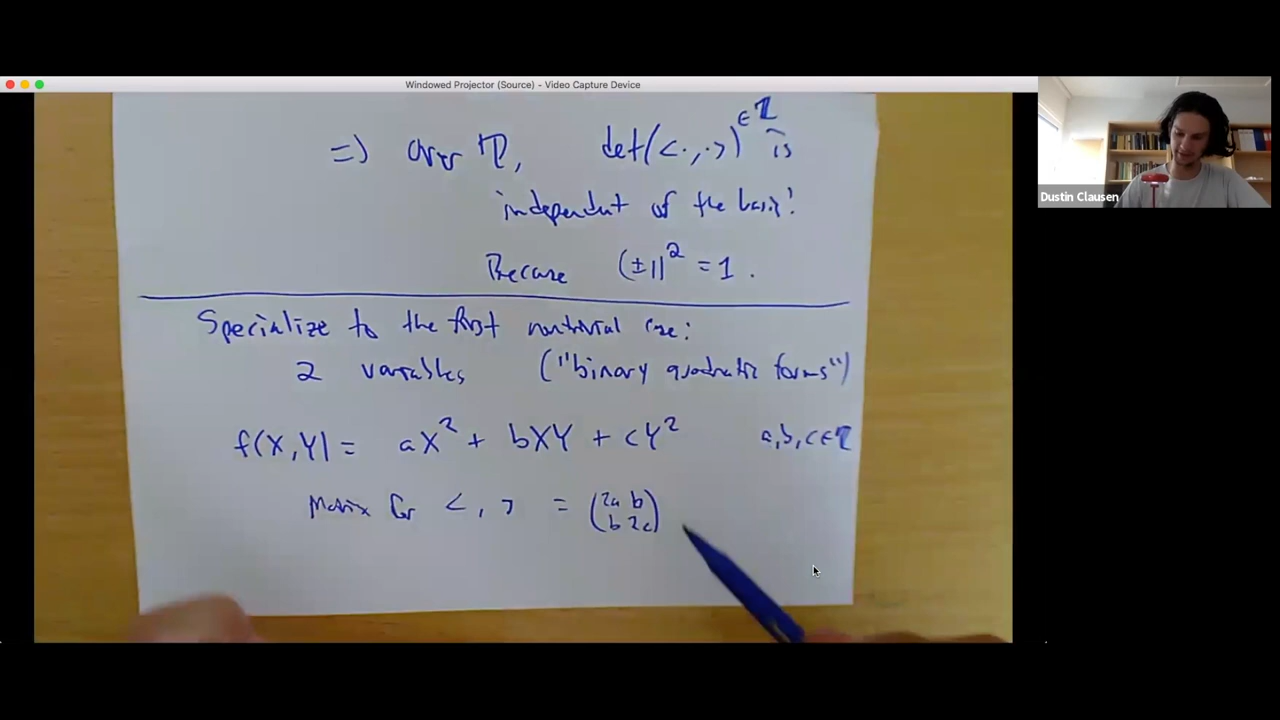 Windowed Projector (Source) - Video Capture Device
=> over ℤ, det(<·,·>) ∈ ℤ is
independent of the basis!
Because (±1)² = 1.
Specialize to the first nontrivial case:
2 variables ("binary quadratic forms")
f(X,Y) = aX² + bXY + cY² a,b,c ∈ ℤ
Matrix for < , > = (2a b
b 2c)
Dustin Clausen